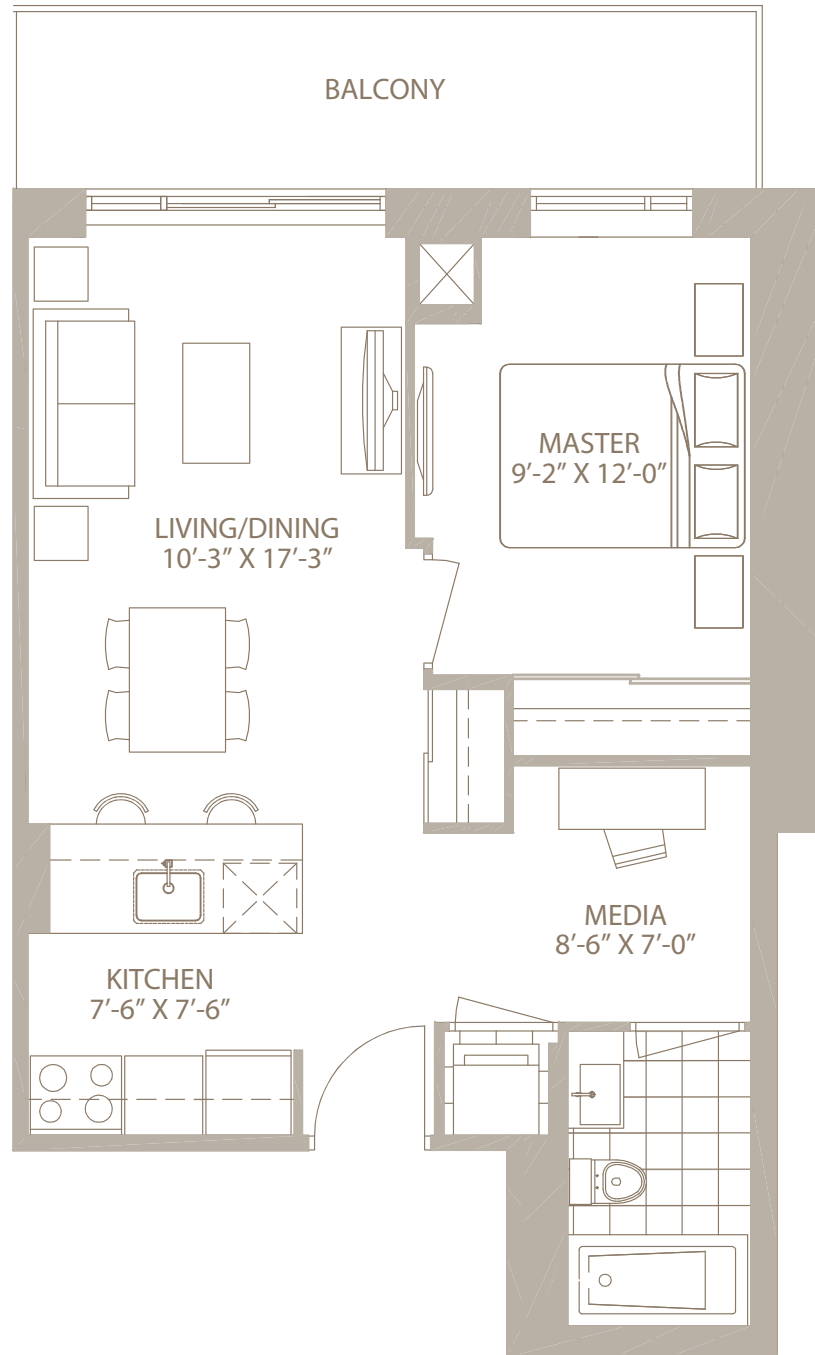 BALCONY
MASTER
9’-2” X 12’-0”
LIVING/DINING
10’-3” X 17’-3”
MEDIA
8’-6” X 7’-0”
KITCHEN
7’-6” X 7’-6”